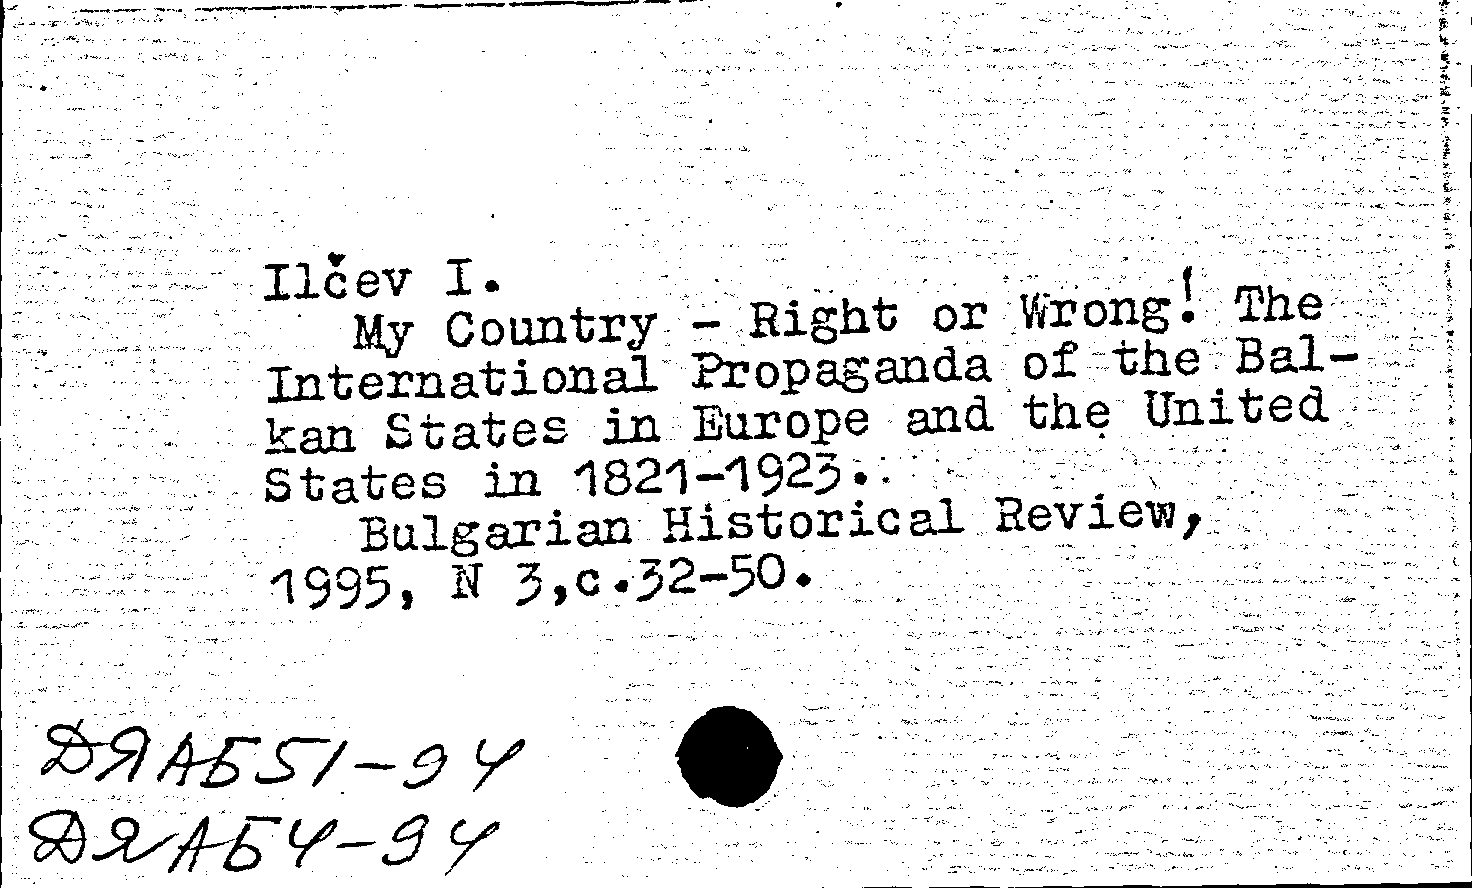 Ilčev I.
My Country - Right or Wrong! The
International Propaganda of the Bal-
kan States in Europe and the United
States in 1821-1923.
Bulgarian Historical Review,
1995, N 3,c.32-50.
ДЯАБ51-94
ДЯАБ4-94